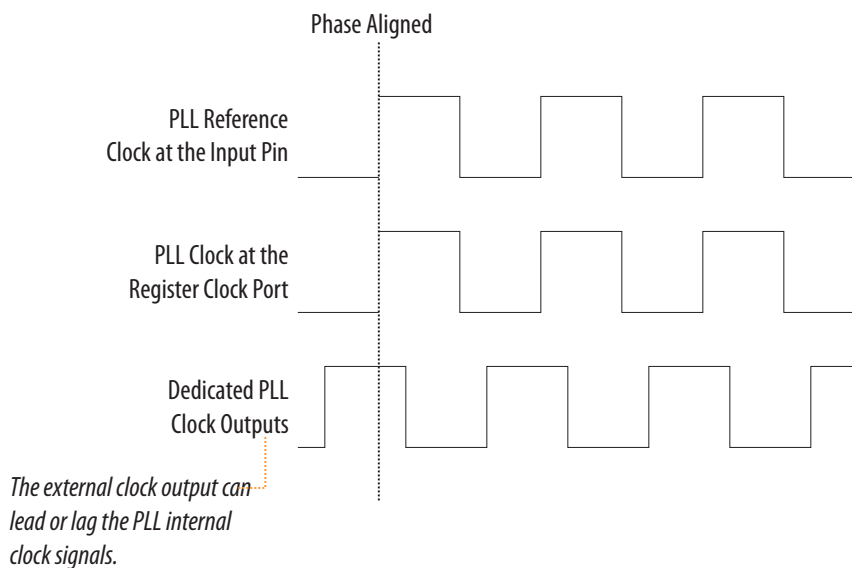 Phase Aligned
PLL Reference
Clock at the Input Pin
PLL Clock at the
Register Clock Port
Dedicated PLL
Clock Outputs
The external clock output can
lead or lag the PLL internal
clock signals.